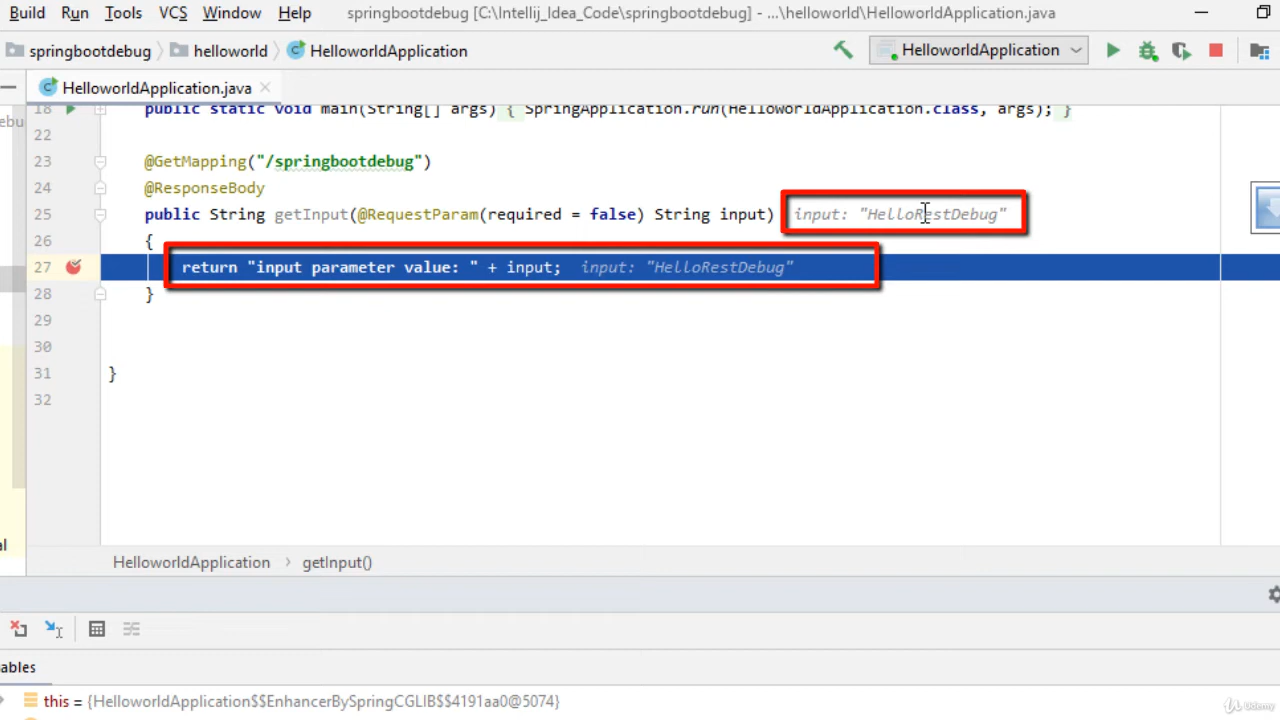 Build Run Tools VCS Window Help springbootdebug [C:\Intellij_Idea_Code\springbootdebug] - ...\helloworld\HelloworldApplication.java
springbootdebug helloworld HelloworldApplication HelloworldApplication
HelloworldApplication.java
18 public static void main(String[] args) { SpringApplication.run(HelloworldApplication.class, args); }
22
23 @GetMapping("/springbootdebug")
24 @ResponseBody
25 public String getInput(@RequestParam(required = false) String input) input: "HelloRestDebug"
26 {
27 return "input parameter value: " + input; input: "HelloRestDebug"
28 }
29
30
31 }
32
HelloworldApplication › getInput()
ables
this = {HelloworldApplication$$EnhancerBySpringCGLIB$$4191aa0@5074}
Udemy